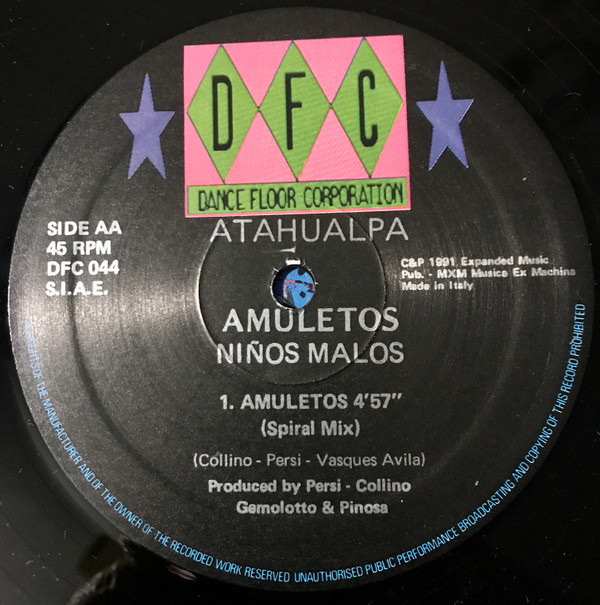 D F C
DANCE FLOOR CORPORATION
ATAHUALPA
SIDE AA
45 RPM
DFC 044
S.I.A.E.
C&P 1991 Expanded Music
Pub. - MXM Musica Ex Machina
Made in Italy
AMULETOS
NIÑOS MALOS
1. AMULETOS 4'57"
(Spiral Mix)
(Collino - Persi - Vasques Avila)
Produced by Persi - Collino
Gemolotto & Pinosa
RIGHTS OF THE MANUFACTURER AND OF THE OWNER OF THE RECORDED WORK RESERVED UNAUTHORISED PUBLIC PERFORMANCE BROADCASTING AND COPYING OF THIS RECORD PROHIBITED